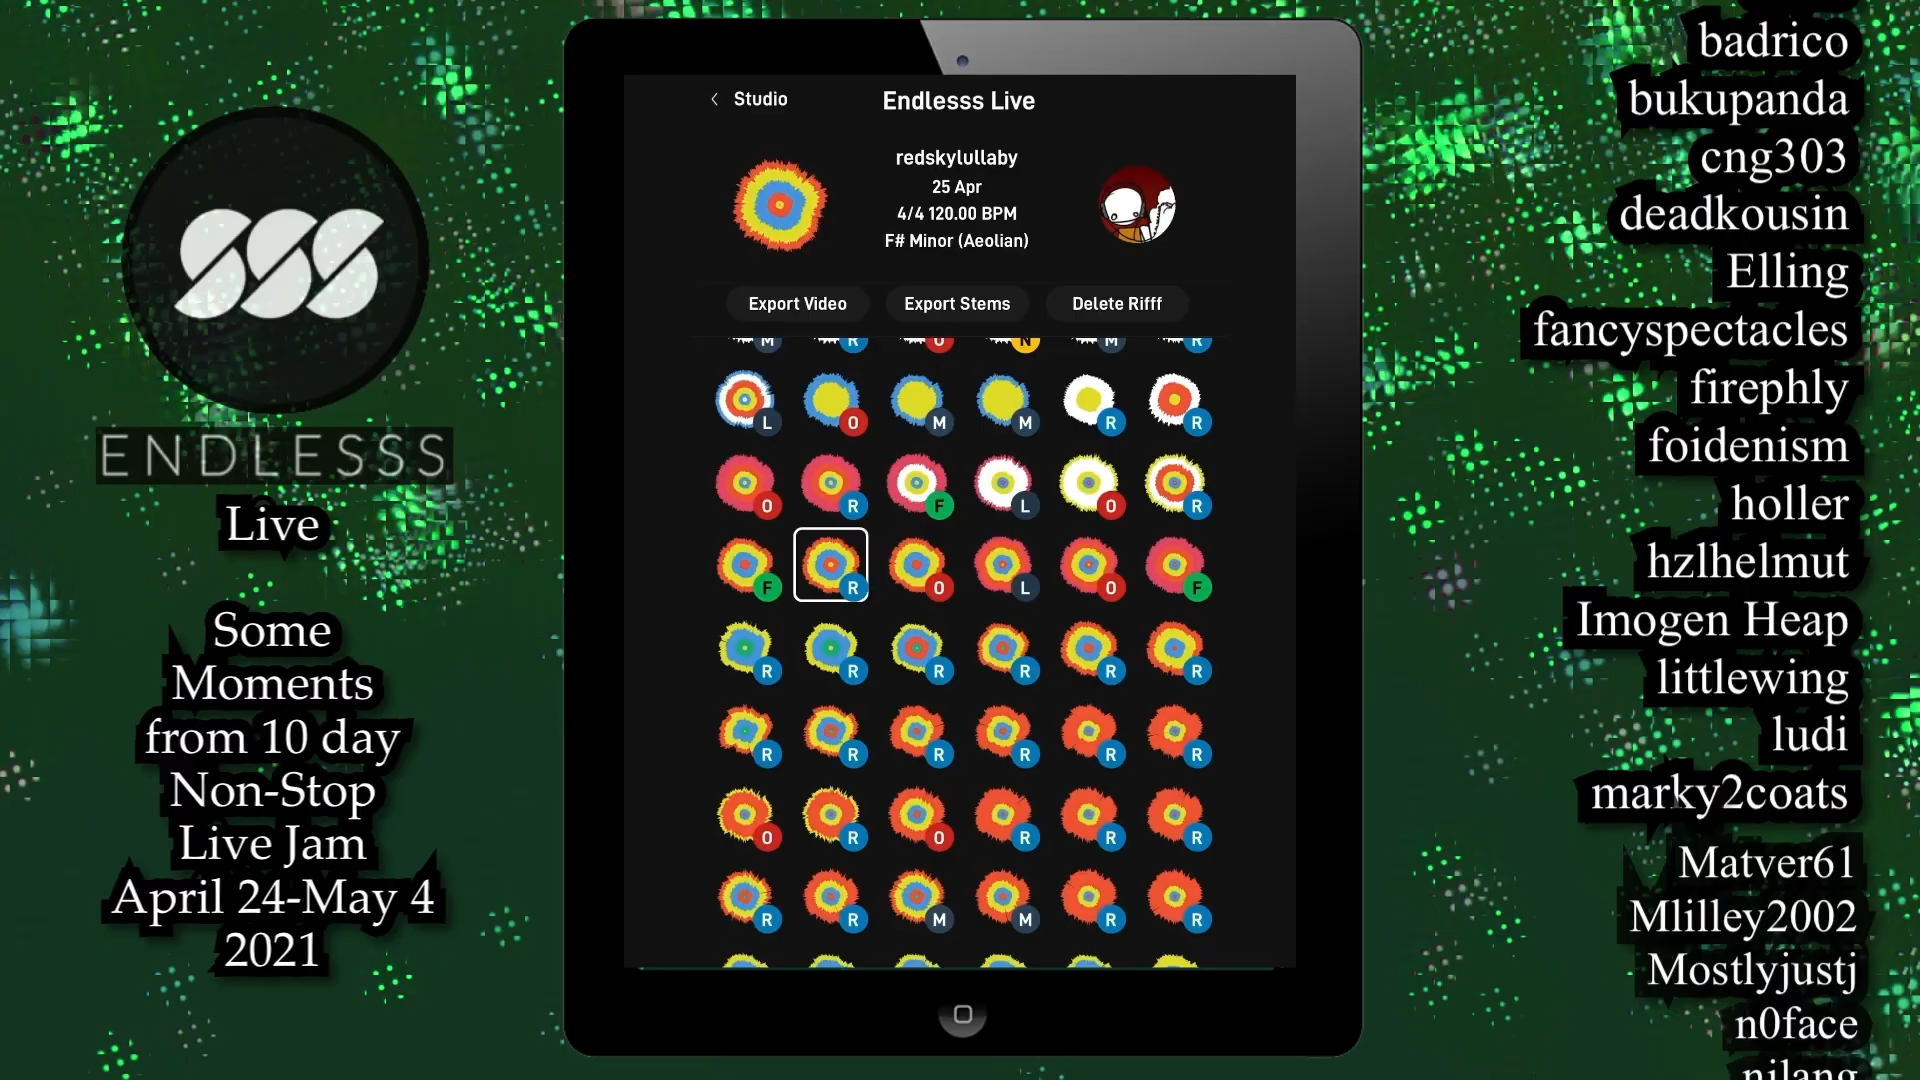 ENDLESSS
Live
Some
Moments
from 10 day
Non-Stop
Live Jam
April 24-May 4
2021
Studio
Endlesss Live
redskylullaby
25 Apr
4/4 120.00 BPM
F# Minor (Aeolian)
Export Video
Export Stems
Delete Rifff
M R O N M R
L O M M R R
O R F L O R
F R O L O F
R R R R R R
R R R R R R
O R O R R R
R R M M R R
badrico
bukupanda
cng303
deadkousin
Elling
fancyspectacles
firephly
foidenism
holler
hzlhelmut
Imogen Heap
littlewing
ludi
marky2coats
Matver61
Mlilley2002
Mostlyjustj
n0face
nilang